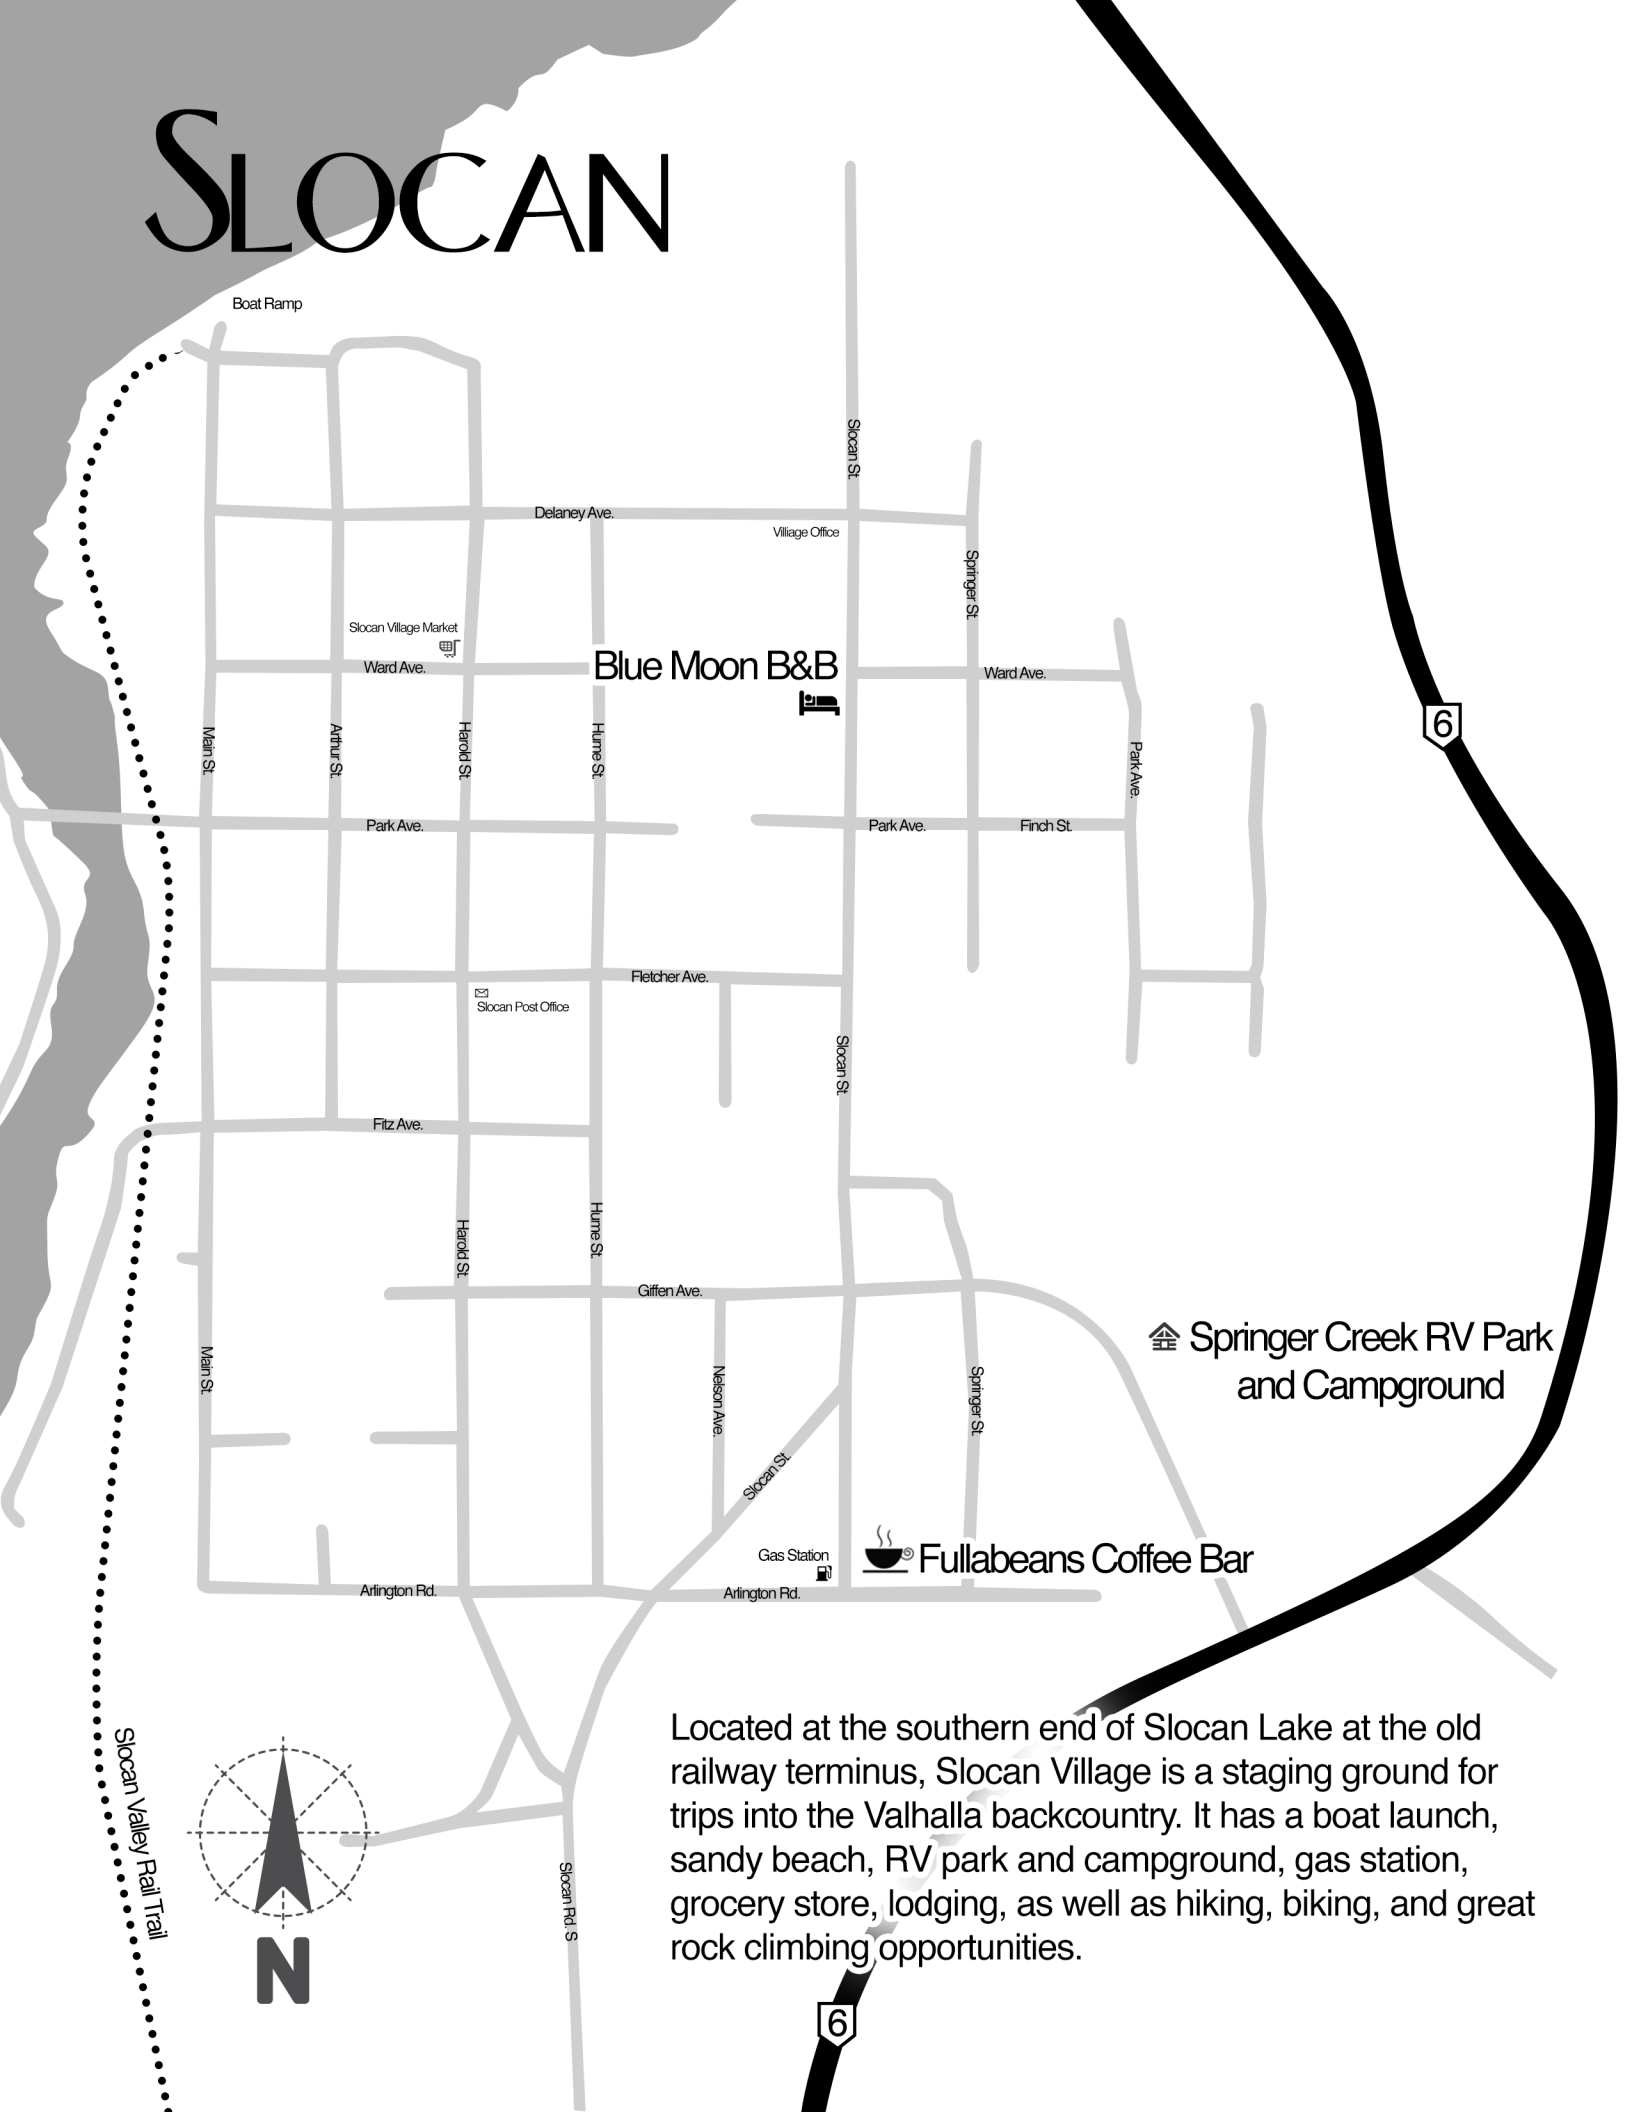 SLOCAN
Boat Ramp
Slocan St.
Delaney Ave.
Villiage Office
Springer St.
Slocan Village Market
Ward Ave.
Blue Moon B&B
Ward Ave.
6
Main St.
Arthur St.
Harold St.
Hume St.
Park Ave.
Park Ave.
Park Ave.
Finch St.
Fletcher Ave.
Slocan Post Office
Slocan St.
Fitz Ave.
Harold St.
Hume St.
Giffen Ave.
Springer Creek RV Park
and Campground
Main St.
Nelson Ave.
Springer St.
Slocan St.
Gas Station
Fullabeans Coffee Bar
Arlington Rd.
Arlington Rd.
Located at the southern end of Slocan Lake at the old
railway terminus, Slocan Village is a staging ground for
trips into the Valhalla backcountry. It has a boat launch,
sandy beach, RV park and campground, gas station,
grocery store, lodging, as well as hiking, biking, and great
rock climbing opportunities.
Slocan Valley Rail Trail
Slocan Rd. S
N
6